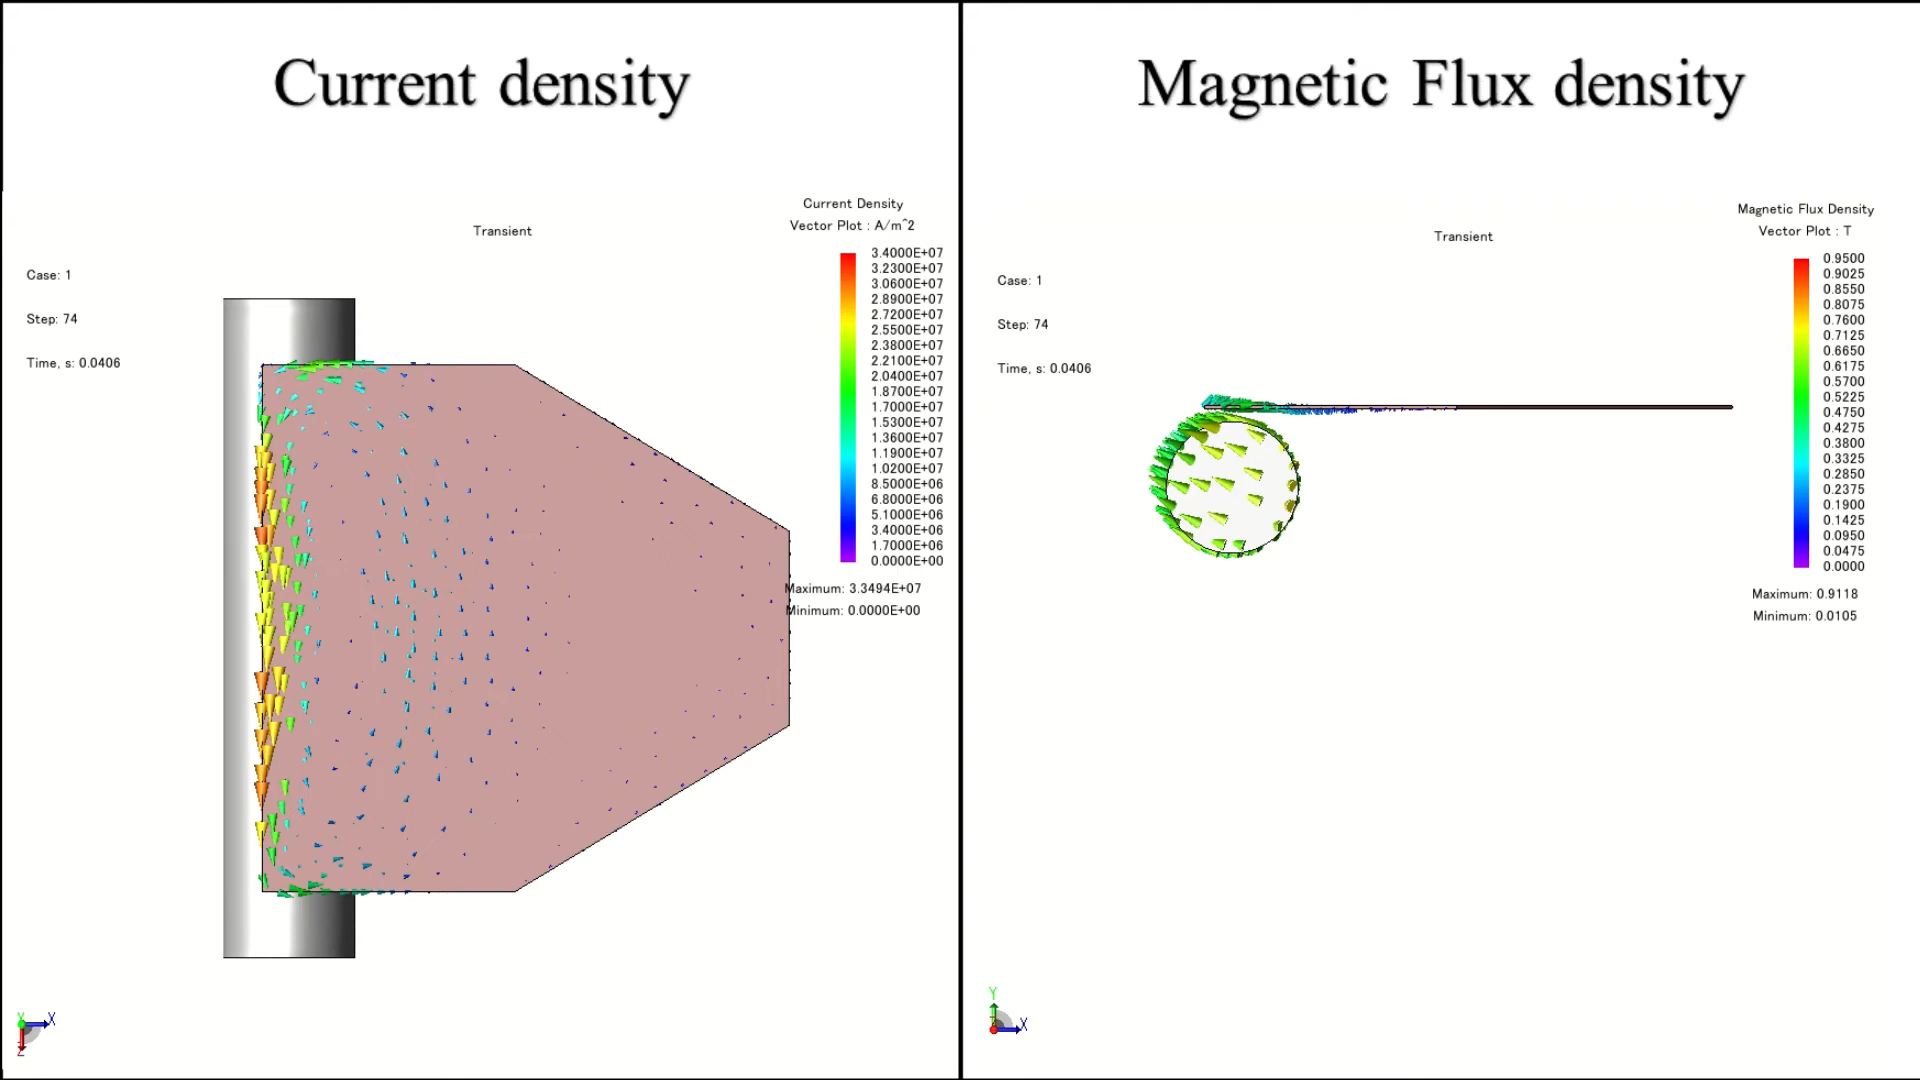 Current density
Current Density
Vector Plot : A/m^2
Transient
Case: 1
Step: 74
Time, s: 0.0406
3.4000E+07
3.2300E+07
3.0600E+07
2.8900E+07
2.7200E+07
2.5500E+07
2.3800E+07
2.2100E+07
2.0400E+07
1.8700E+07
1.7000E+07
1.5300E+07
1.3600E+07
1.1900E+07
1.0200E+07
8.5000E+06
6.8000E+06
5.1000E+06
3.4000E+06
1.7000E+06
0.0000E+00
Maximum: 3.3494E+07
Minimum: 0.0000E+00
Y
X
Z
Magnetic Flux density
Magnetic Flux Density
Vector Plot : T
Transient
Case: 1
Step: 74
Time, s: 0.0406
0.9500
0.9025
0.8550
0.8075
0.7600
0.7125
0.6650
0.6175
0.5700
0.5225
0.4750
0.4275
0.3800
0.3325
0.2850
0.2375
0.1900
0.1425
0.0950
0.0475
0.0000
Maximum: 0.9118
Minimum: 0.0105
Y
X